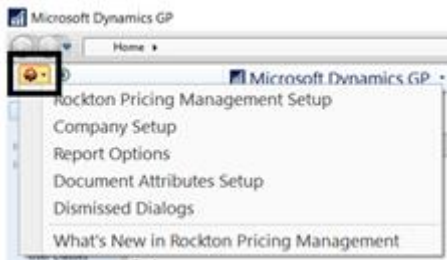 Microsoft Dynamics GP
Home
Microsoft Dynamics GP
Rockton Pricing Management Setup
Company Setup
Report Options
Document Attributes Setup
Dismissed Dialogs
What's New in Rockton Pricing Management